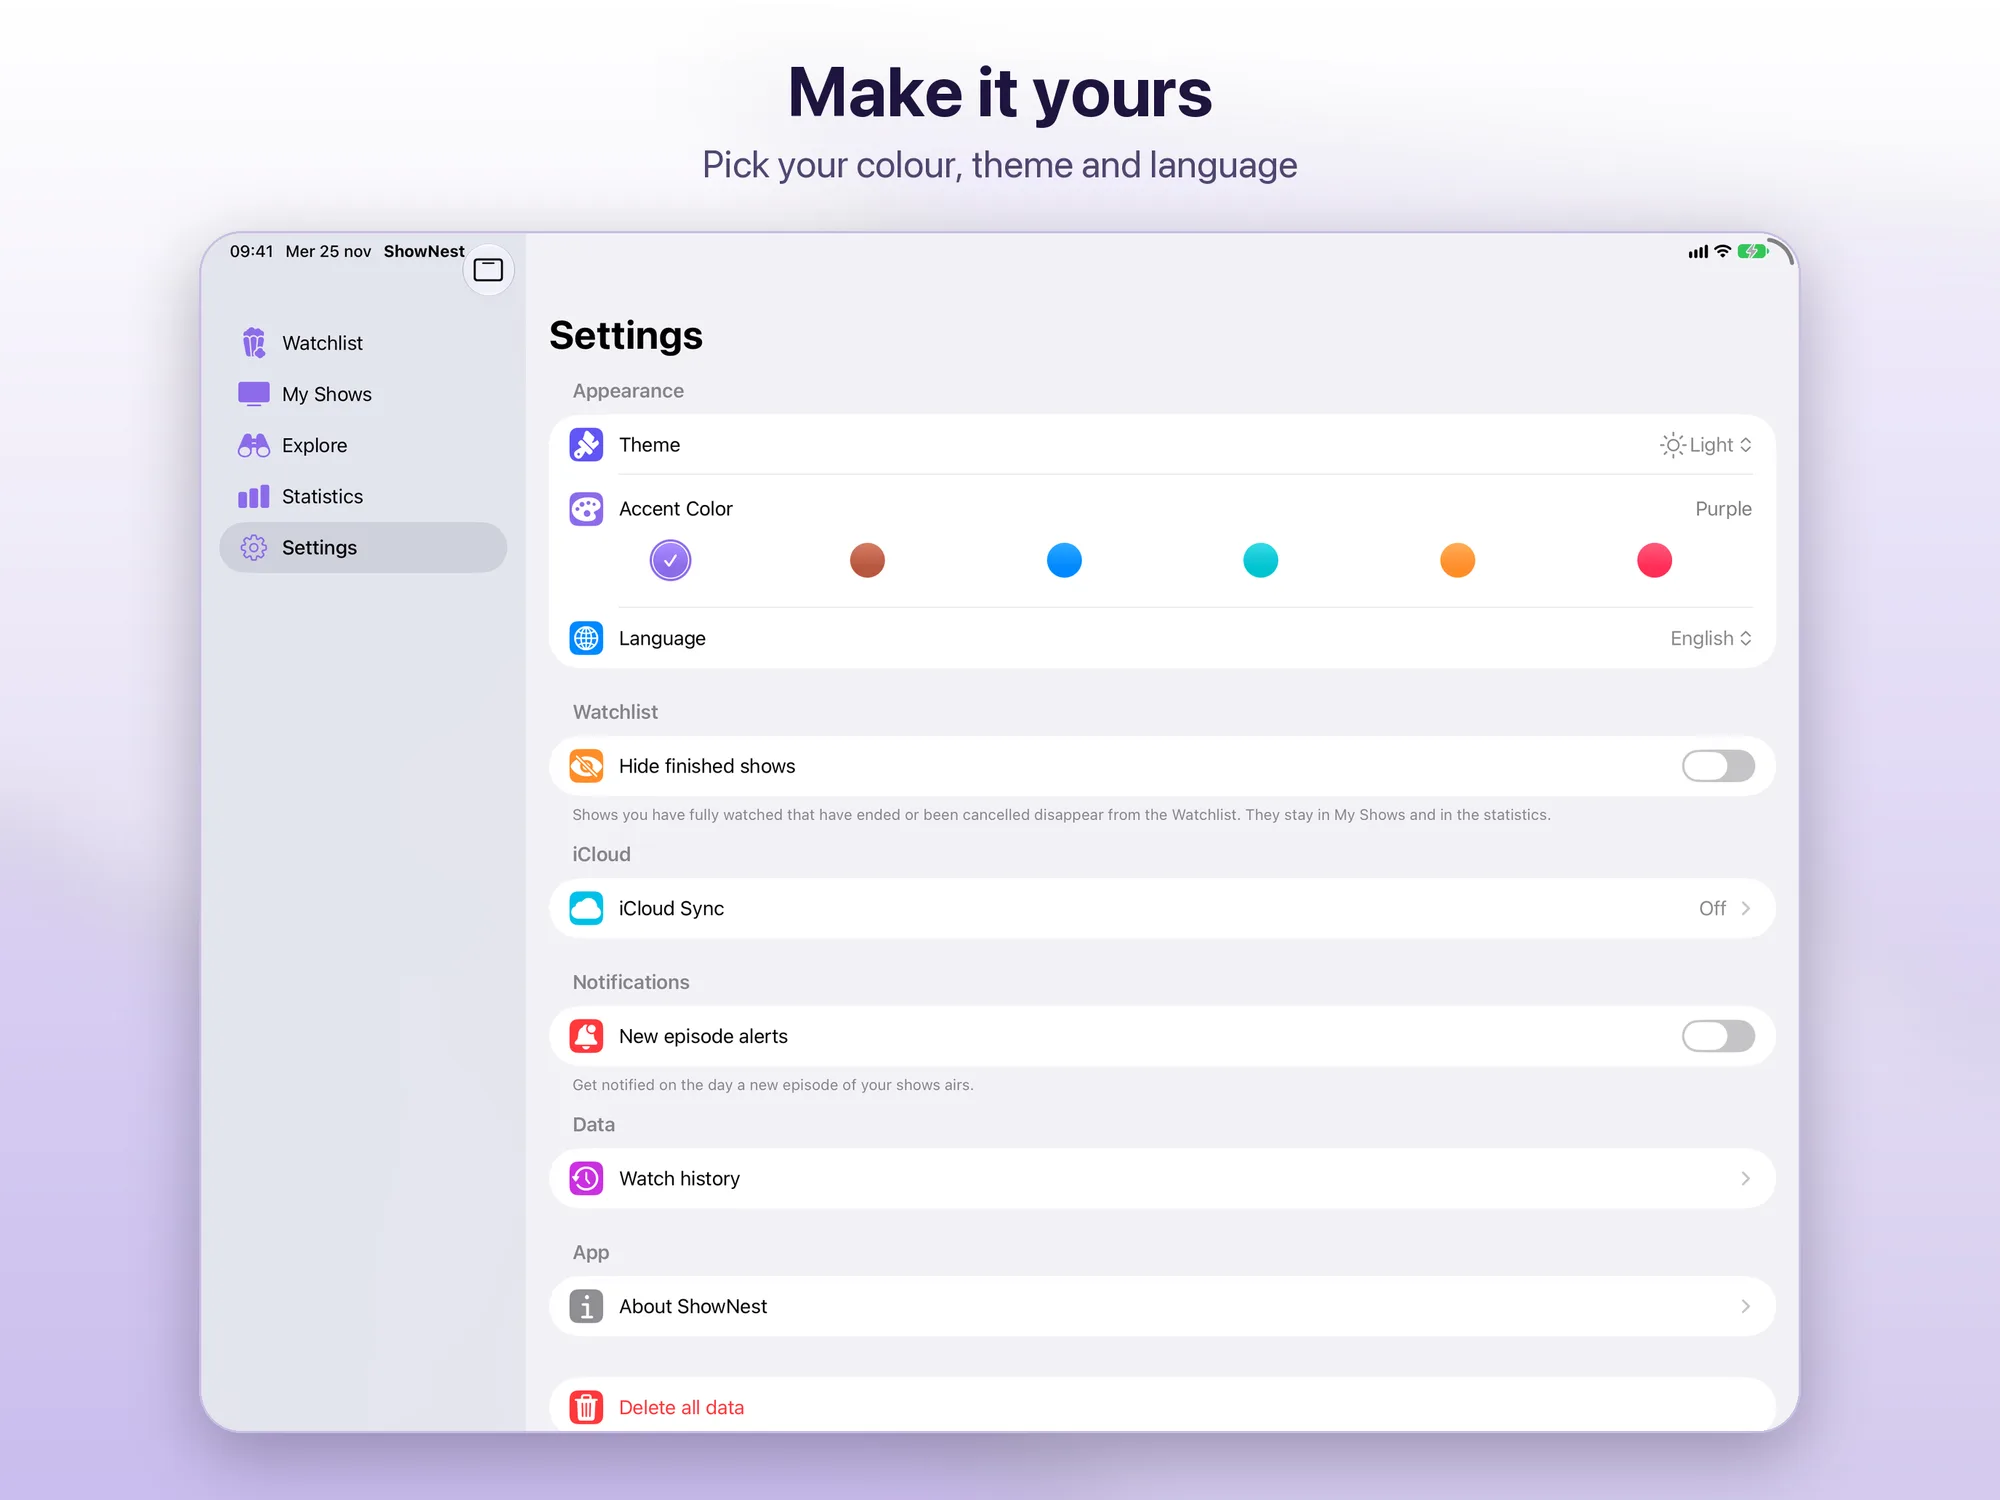 Make it yours
Pick your colour, theme and language
09:41 Mer 25 nov ShowNest
Watchlist
My Shows
Explore
Statistics
Settings
Settings
Appearance
Theme Light
Accent Color Purple
Language English
Watchlist
Hide finished shows
Shows you have fully watched that have ended or been cancelled disappear from the Watchlist. They stay in My Shows and in the statistics.
iCloud
iCloud Sync Off
Notifications
New episode alerts
Get notified on the day a new episode of your shows airs.
Data
Watch history
App
About ShowNest
Delete all data